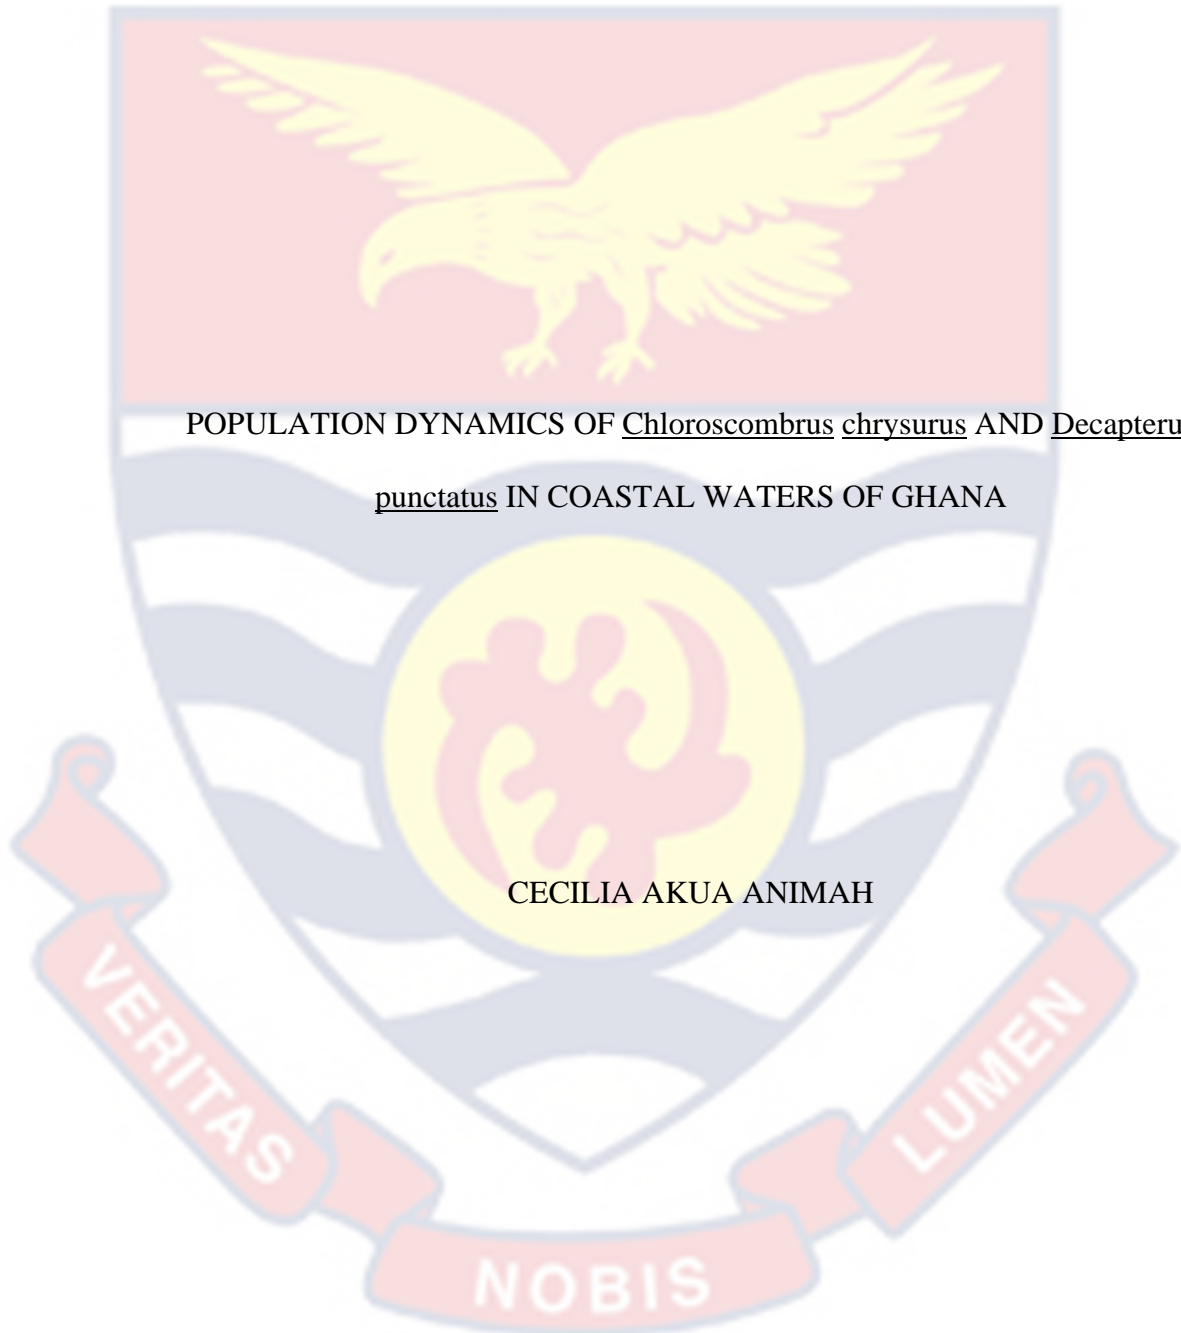 POPULATION DYNAMICS OF Chloroscombrus chrysurus AND Decapteru
punctatus IN COASTAL WATERS OF GHANA
CECILIA AKUA ANIMAH
VERITAS
NOBIS
LUMEN